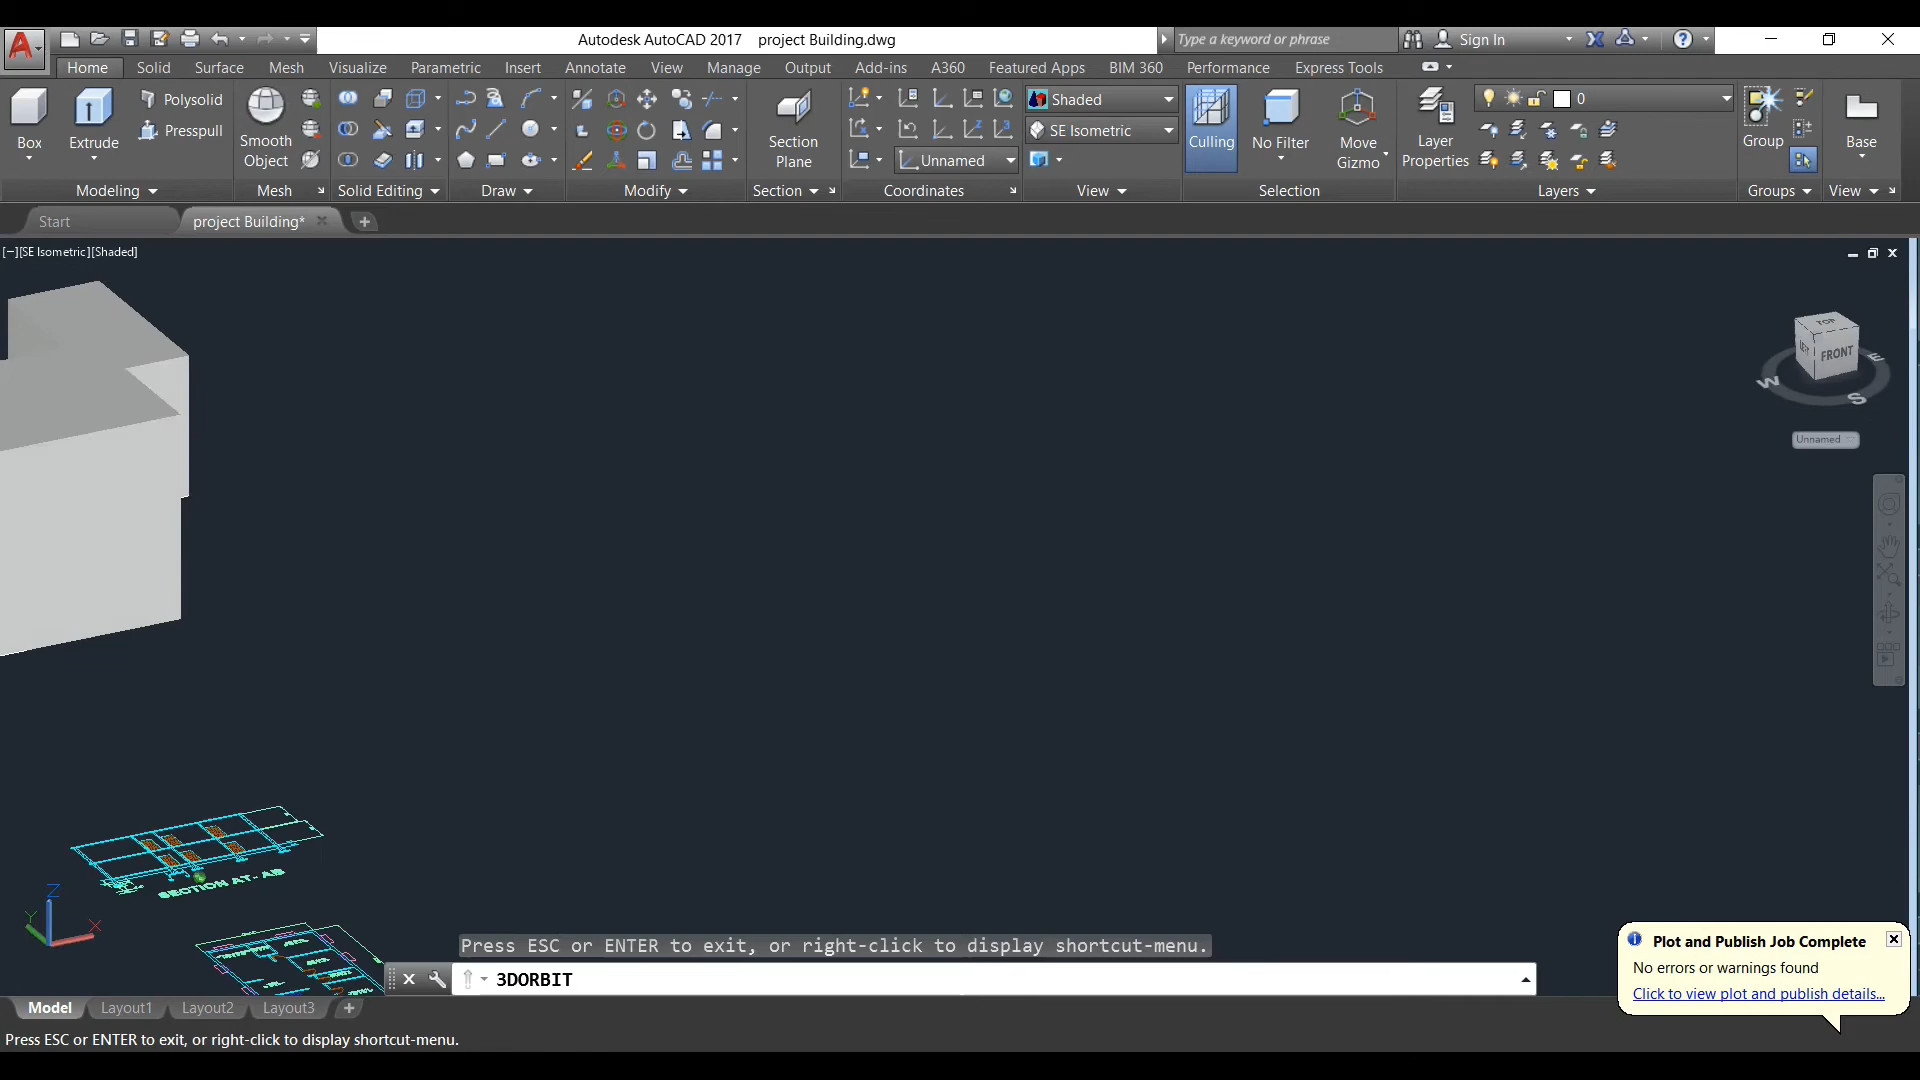 Autodesk AutoCAD 2017 project Building.dwg
Type a keyword or phrase
Sign In
Home Solid Surface Mesh Visualize Parametric Insert Annotate View Manage Output Add-ins A360 Featured Apps BIM 360 Performance Express Tools
Box
Extrude
Polysolid
Presspull
Smooth Object
Section Plane
Unnamed
Shaded
SE Isometric
Culling
No Filter
Move Gizmo
Layer Properties
0
Group
Base
Modeling Mesh Solid Editing Draw Modify Section Coordinates View Selection Layers Groups View
Start project Building*
[−][SE Isometric][Shaded]
TOP
LEFT FRONT
W S E
Unnamed
SECTION AT- AB
Z
Y X
Press ESC or ENTER to exit, or right-click to display shortcut-menu.
3DORBIT
Plot and Publish Job Complete
No errors or warnings found
Click to view plot and publish details...
Model Layout1 Layout2 Layout3
Press ESC or ENTER to exit, or right-click to display shortcut-menu.